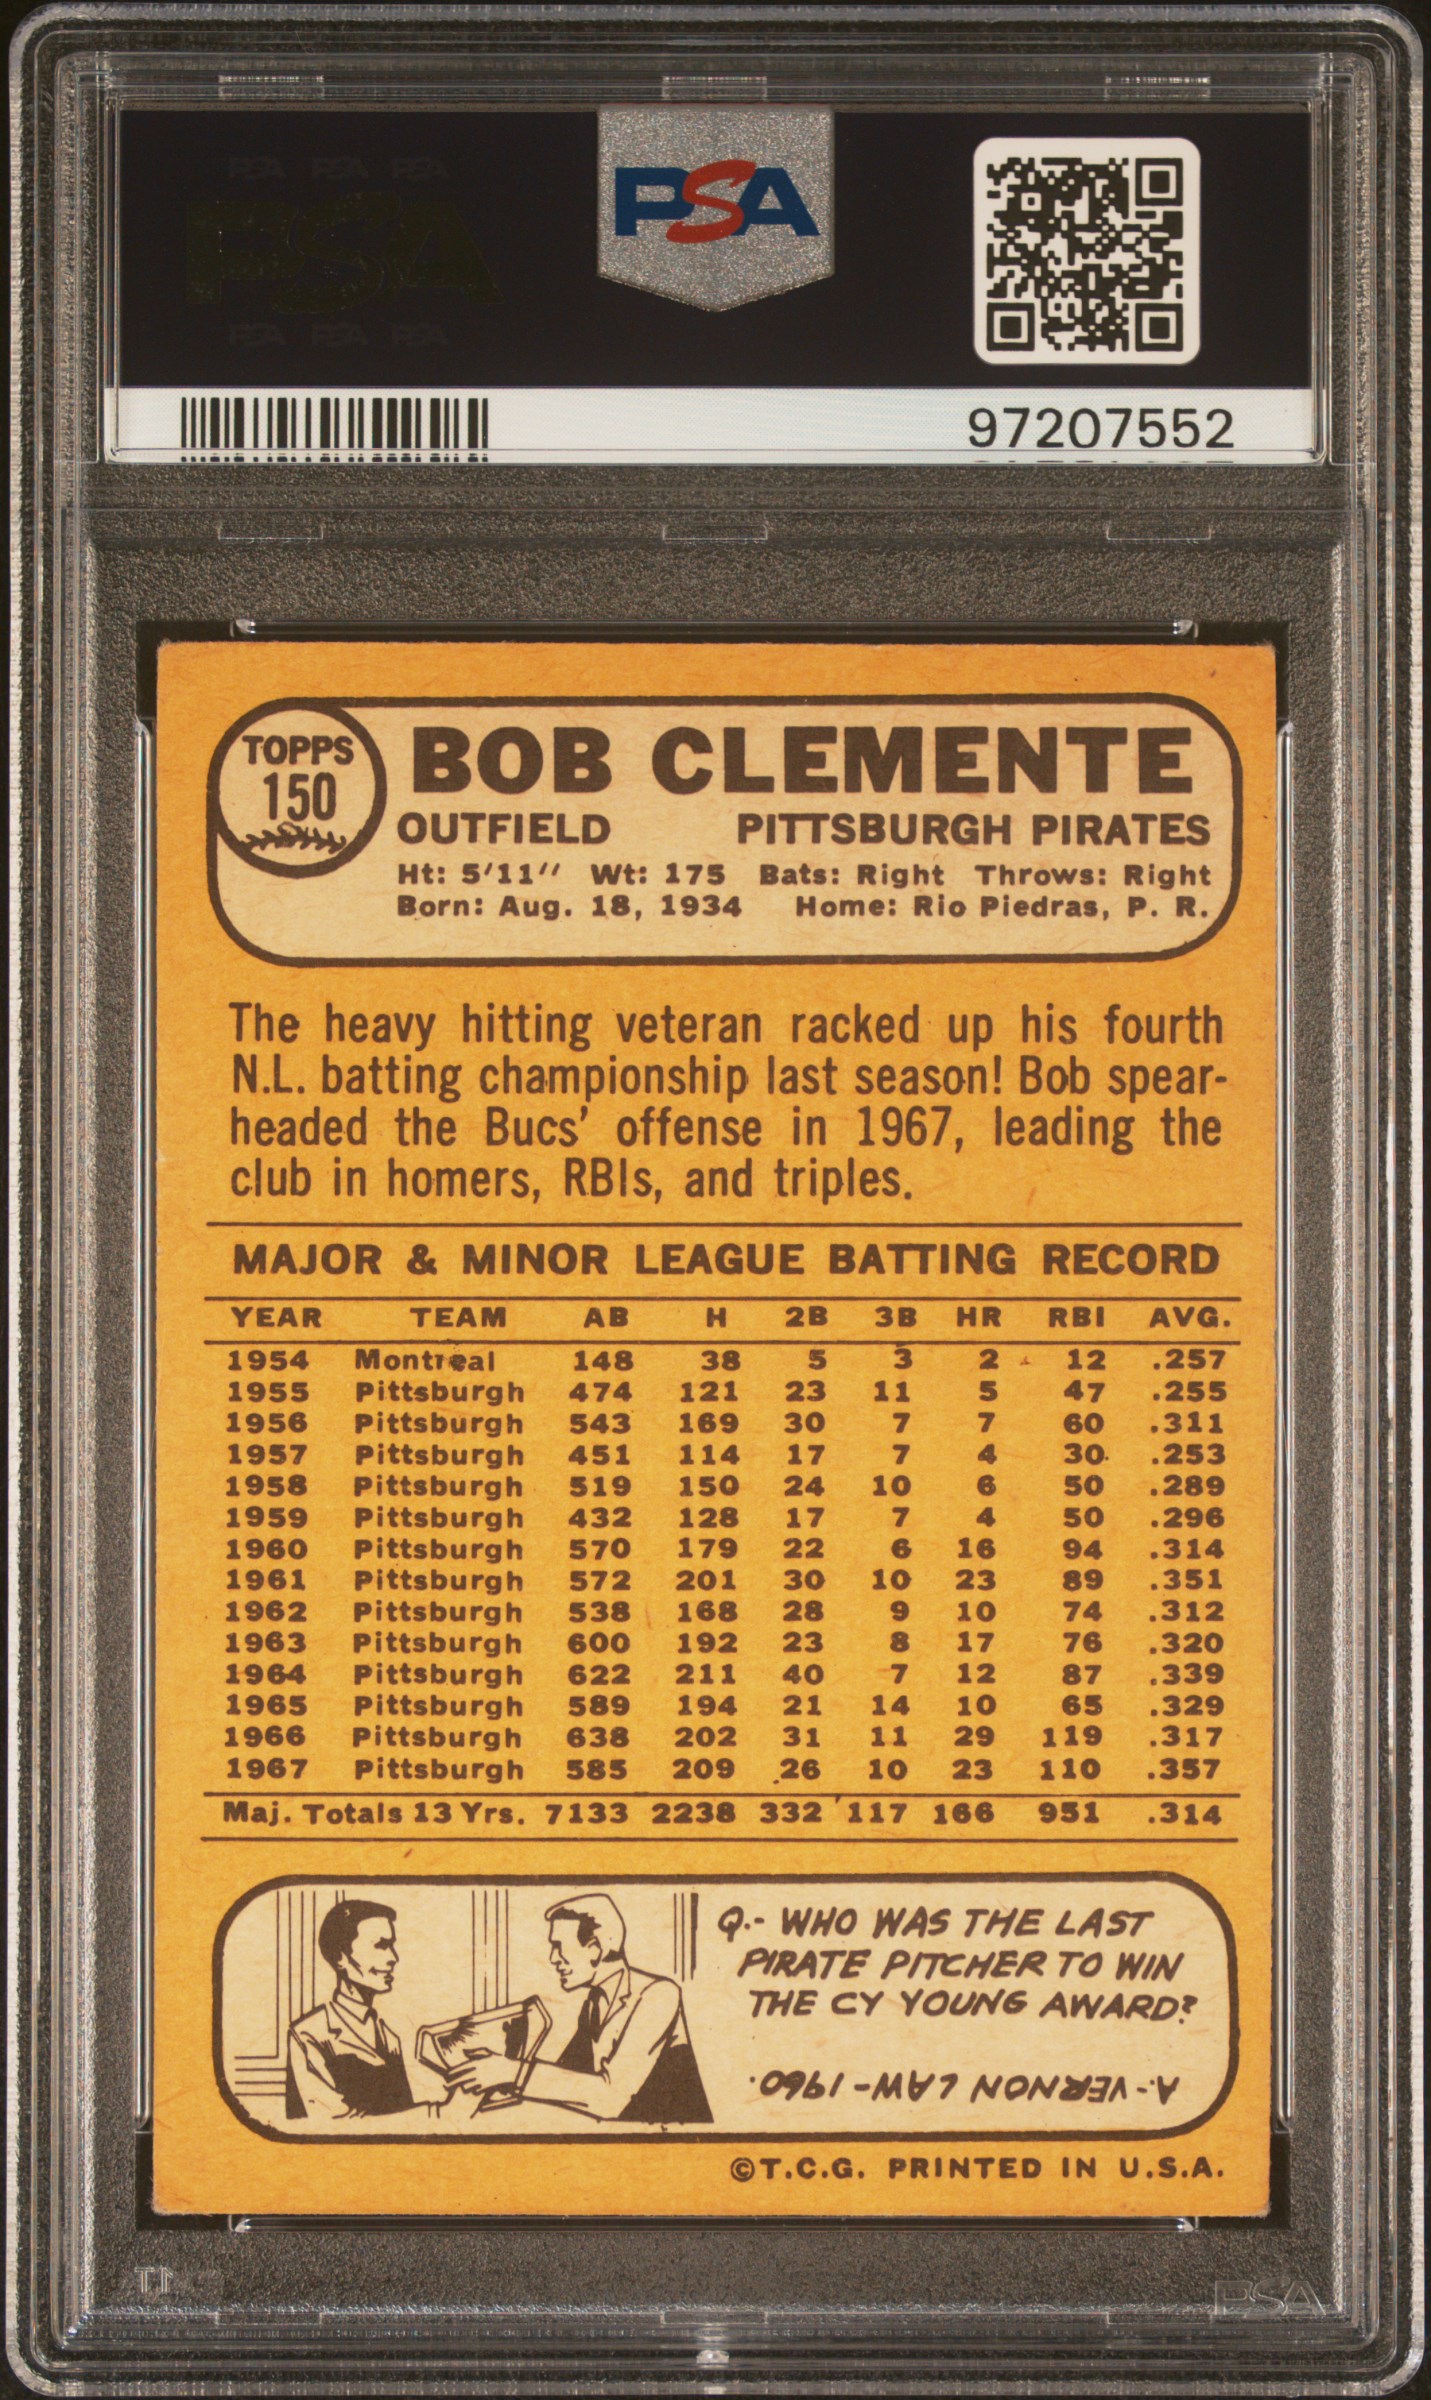 PSA PSA PSA
PSA
PSA
PSA PSA PSA
97207552
TOPPS
150
BOB CLEMENTE
OUTFIELD PITTSBURGH PIRATES
Ht: 5'11" Wt: 175 Bats: Right Throws: Right
Born: Aug. 18, 1934 Home: Rio Piedras, P. R.
The heavy hitting veteran racked up his fourth
N.L. batting championship last season! Bob spear-
headed the Bucs' offense in 1967, leading the
club in homers, RBIs, and triples.
MAJOR & MINOR LEAGUE BATTING RECORD
YEAR TEAM AB H 2B 3B HR RBI AVG.
1954 Montreal 148 38 5 3 2 12 .257
1955 Pittsburgh 474 121 23 11 5 47 .255
1956 Pittsburgh 543 169 30 7 7 60 .311
1957 Pittsburgh 451 114 17 7 4 30 .253
1958 Pittsburgh 519 150 24 10 6 50 .289
1959 Pittsburgh 432 128 17 7 4 50 .296
1960 Pittsburgh 570 179 22 6 16 94 .314
1961 Pittsburgh 572 201 30 10 23 89 .351
1962 Pittsburgh 538 168 28 9 10 74 .312
1963 Pittsburgh 600 192 23 8 17 76 .320
1964 Pittsburgh 622 211 40 7 12 87 .339
1965 Pittsburgh 589 194 21 14 10 65 .329
1966 Pittsburgh 638 202 31 11 29 119 .317
1967 Pittsburgh 585 209 26 10 23 110 .357
Maj. Totals 13 Yrs. 7133 2238 332 117 166 951 .314
Q.- WHO WAS THE LAST
PIRATE PITCHER TO WIN
THE CY YOUNG AWARD?
A.- VERNON LAW - 1960.
©T.C.G. PRINTED IN U.S.A.
PSA